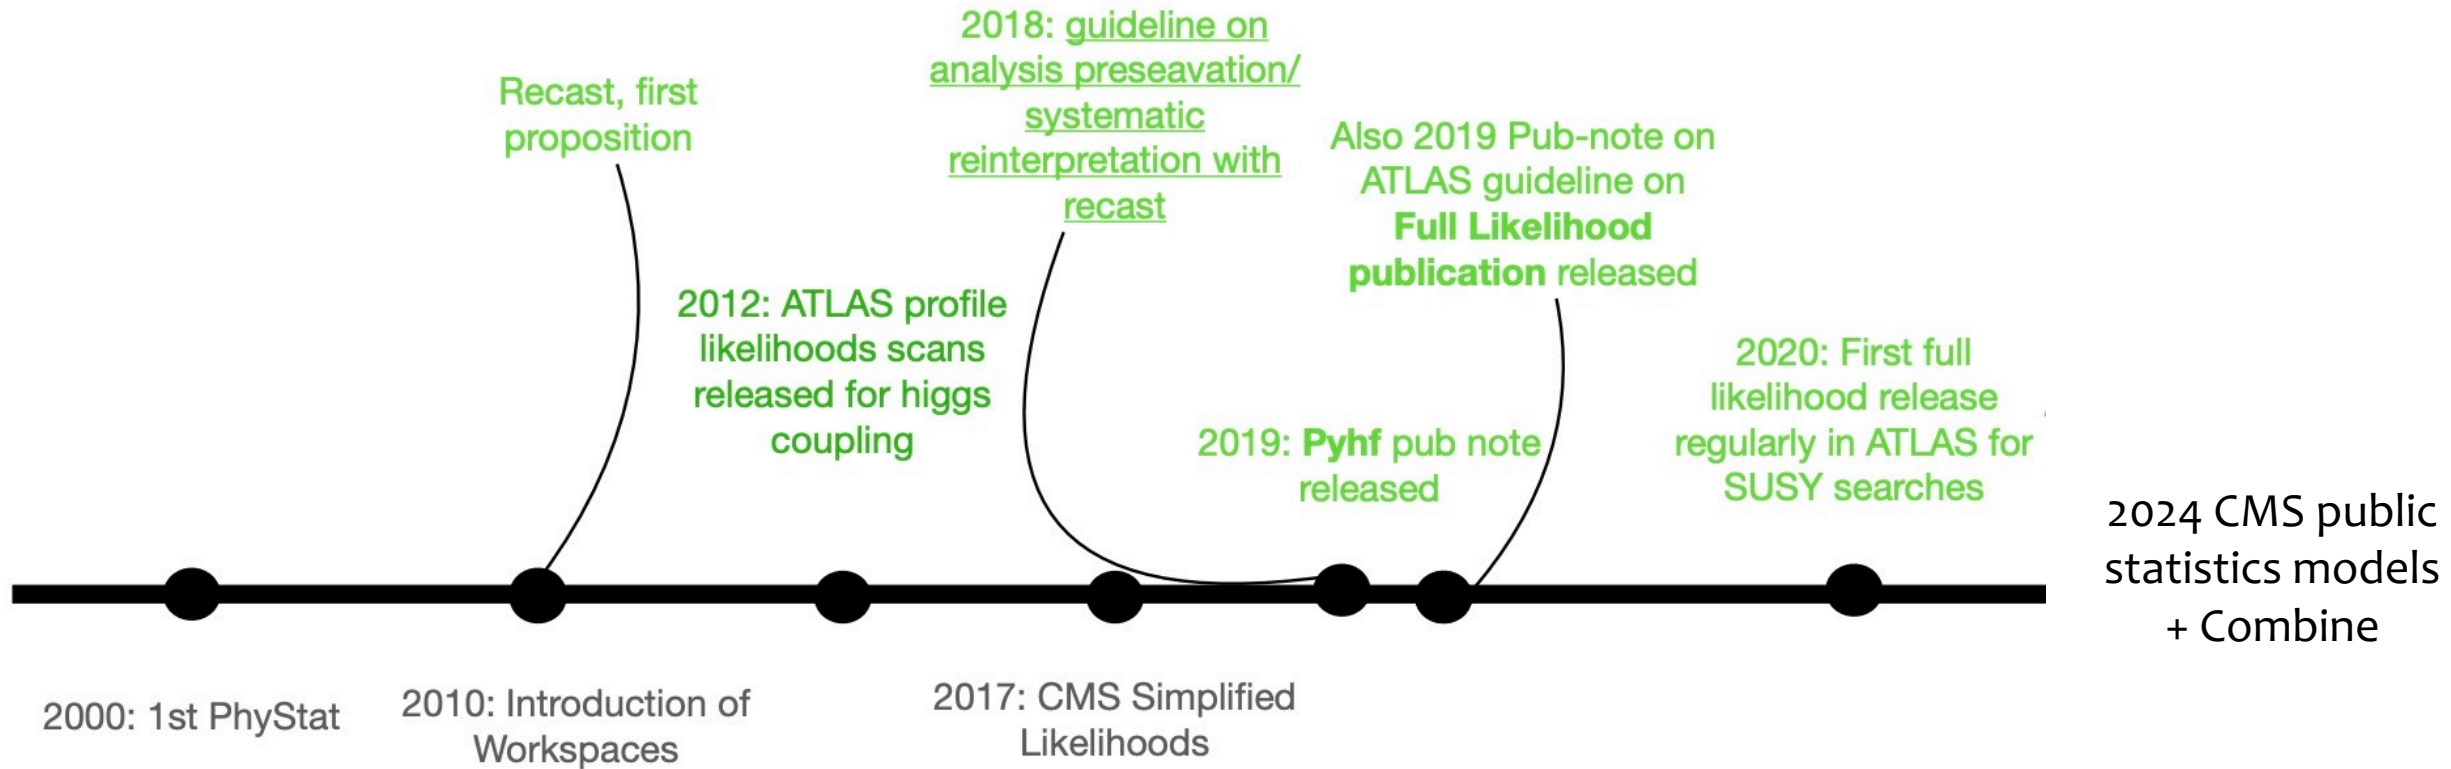 Recast, first
proposition
2012: ATLAS profile
likelihoods scans
released for higgs
coupling
2018: guideline on
analysis preseavation/
systematic
reinterpretation with
recast
Also 2019 Pub-note on
ATLAS guideline on
Full Likelihood
publication released
2019: Pyhf pub note
released
2020: First full
likelihood release
regularly in ATLAS for
SUSY searches
2024 CMS public
statistics models
+ Combine
2000: 1st PhyStat
2010: Introduction of
Workspaces
2017: CMS Simplified
Likelihoods